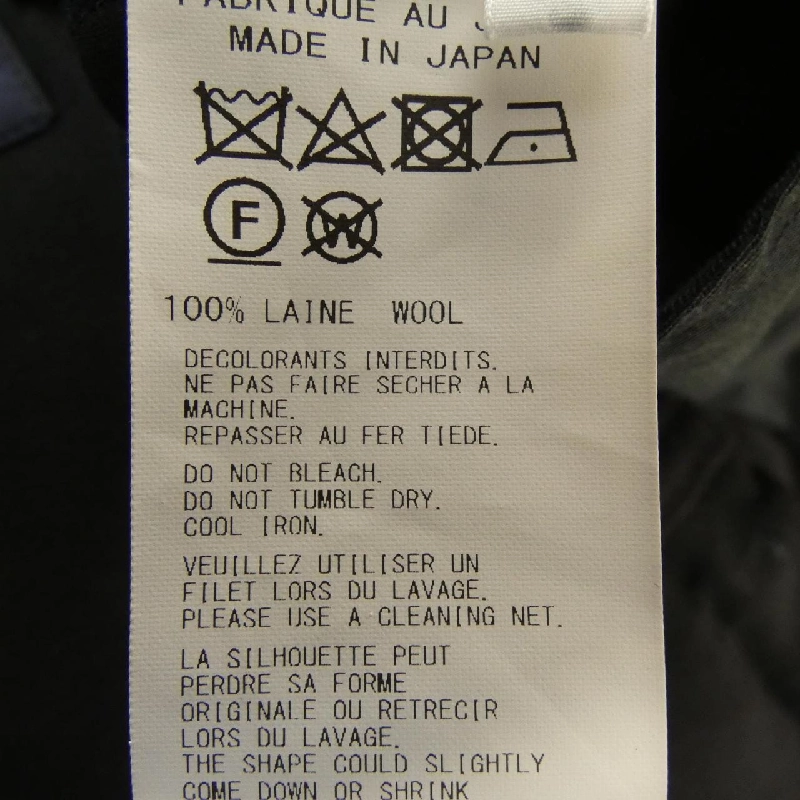 FABRIQUE AU
MADE IN JAPAN
F
W
100% LAINE WOOL
DECOLORANTS INTERDITS.
NE PAS FAIRE SECHER A LA
MACHINE.
REPASSER AU FER TIEDE.
DO NOT BLEACH.
DO NOT TUMBLE DRY.
COOL IRON.
VEUILLEZ UTILISER UN
FILET LORS DU LAVAGE.
PLEASE USE A CLEANING NET.
LA SILHOUETTE PEUT
PERDRE SA FORME
ORIGINALE OU RETRECIR
LORS DU LAVAGE.
THE SHAPE COULD SLIGHTLY
COME DOWN OR SHRINK